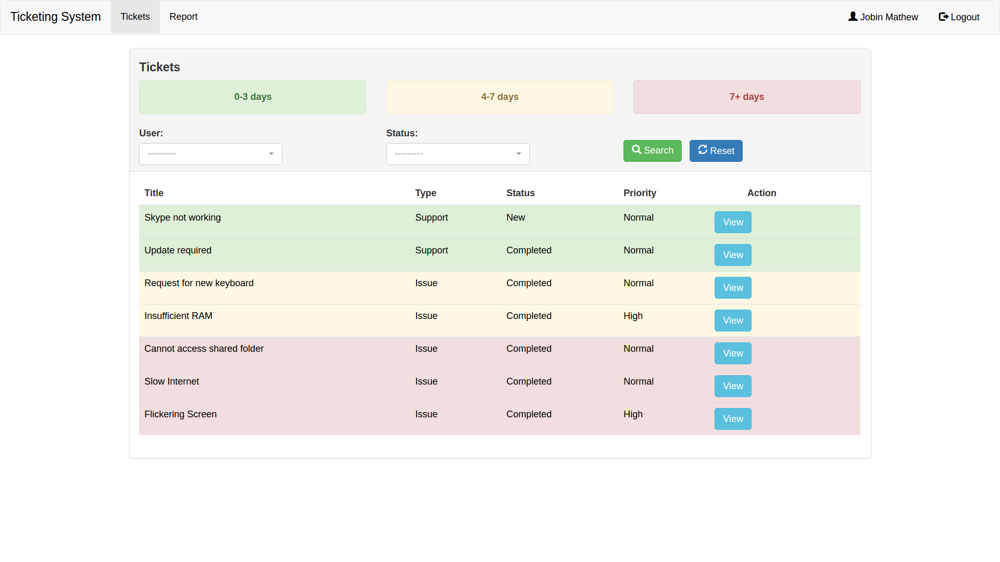 Ticketing System Tickets Report Jobin Mathew Logout
Tickets
0-3 days 4-7 days 7+ days
User: Status:
--------- --------- Search Reset
Title Type Status Priority Action
Skype not working Support New Normal View
Update required Support Completed Normal View
Request for new keyboard Issue Completed Normal View
Insufficient RAM Issue Completed High View
Cannot access shared folder Issue Completed Normal View
Slow Internet Issue Completed Normal View
Flickering Screen Issue Completed High View